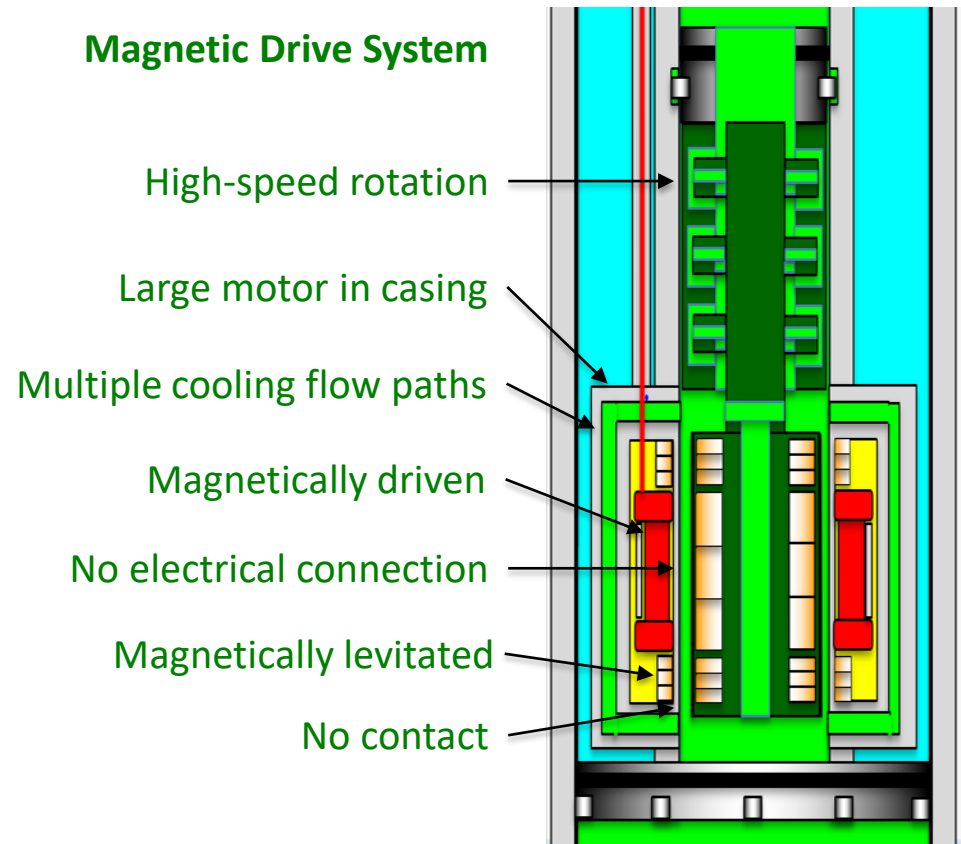 Magnetic Drive System
High-speed rotation
Large motor in casing
Multiple cooling flow paths
Magnetically driven
No electrical connection
Magnetically levitated
No contact